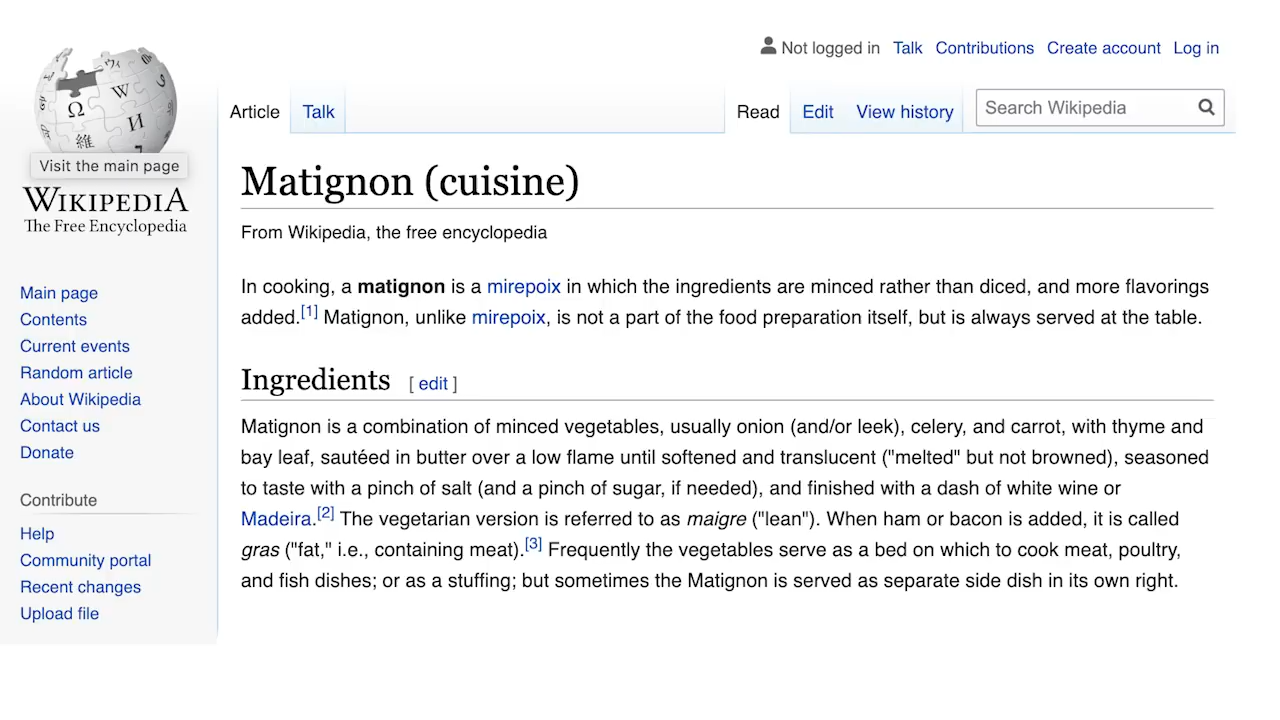 Not logged in Talk Contributions Create account Log in
Article Talk Read Edit View history Search Wikipedia
Visit the main page
WIKIPEDIA
The Free Encyclopedia
Main page
Contents
Current events
Random article
About Wikipedia
Contact us
Donate
Contribute
Help
Community portal
Recent changes
Upload file
Matignon (cuisine)
From Wikipedia, the free encyclopedia
In cooking, a matignon is a mirepoix in which the ingredients are minced rather than diced, and more flavorings
added.[1] Matignon, unlike mirepoix, is not a part of the food preparation itself, but is always served at the table.
Ingredients [ edit ]
Matignon is a combination of minced vegetables, usually onion (and/or leek), celery, and carrot, with thyme and
bay leaf, sautéed in butter over a low flame until softened and translucent ("melted" but not browned), seasoned
to taste with a pinch of salt (and a pinch of sugar, if needed), and finished with a dash of white wine or
Madeira.[2] The vegetarian version is referred to as maigre ("lean"). When ham or bacon is added, it is called
gras ("fat," i.e., containing meat).[3] Frequently the vegetables serve as a bed on which to cook meat, poultry,
and fish dishes; or as a stuffing; but sometimes the Matignon is served as separate side dish in its own right.